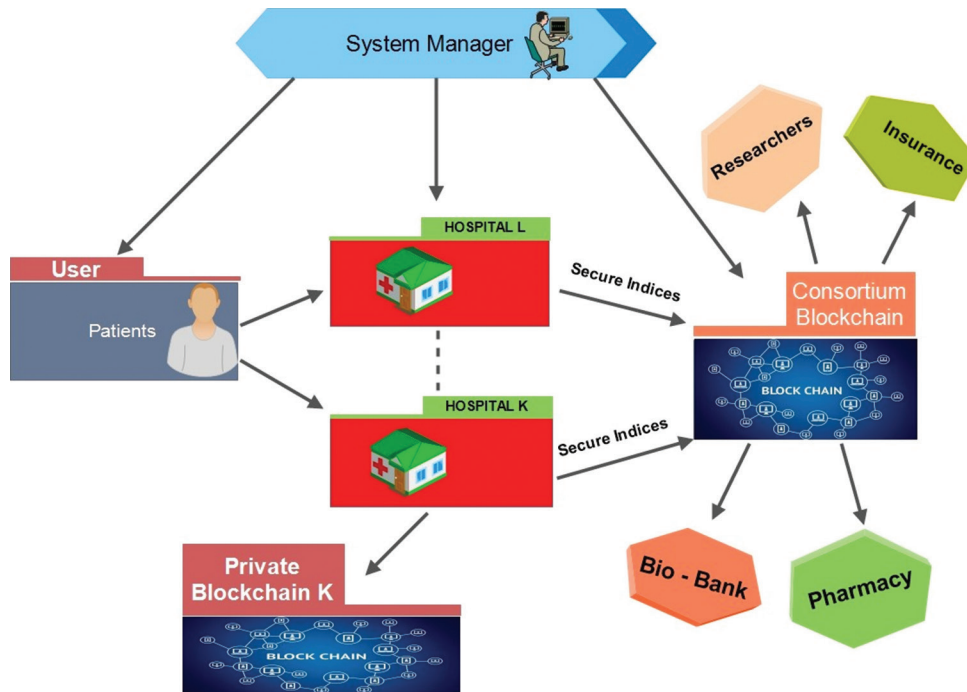 System Manager
Researchers
Insurance
HOSPITAL L
User
Patients
Secure Indices
Consortium
Blockchain
BLOCK CHAIN
HOSPITAL K
Secure Indices
Private
Blockchain K
BLOCK CHAIN
Bio - Bank
Pharmacy